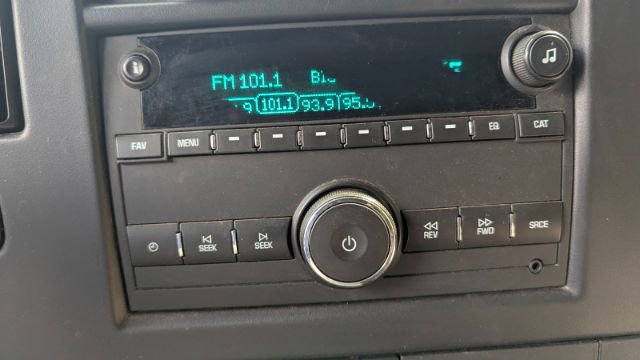 FM 101.1
101.1 93.9
FAV MENU EQ CAT
SEEK SEEK REV FWD SRCE